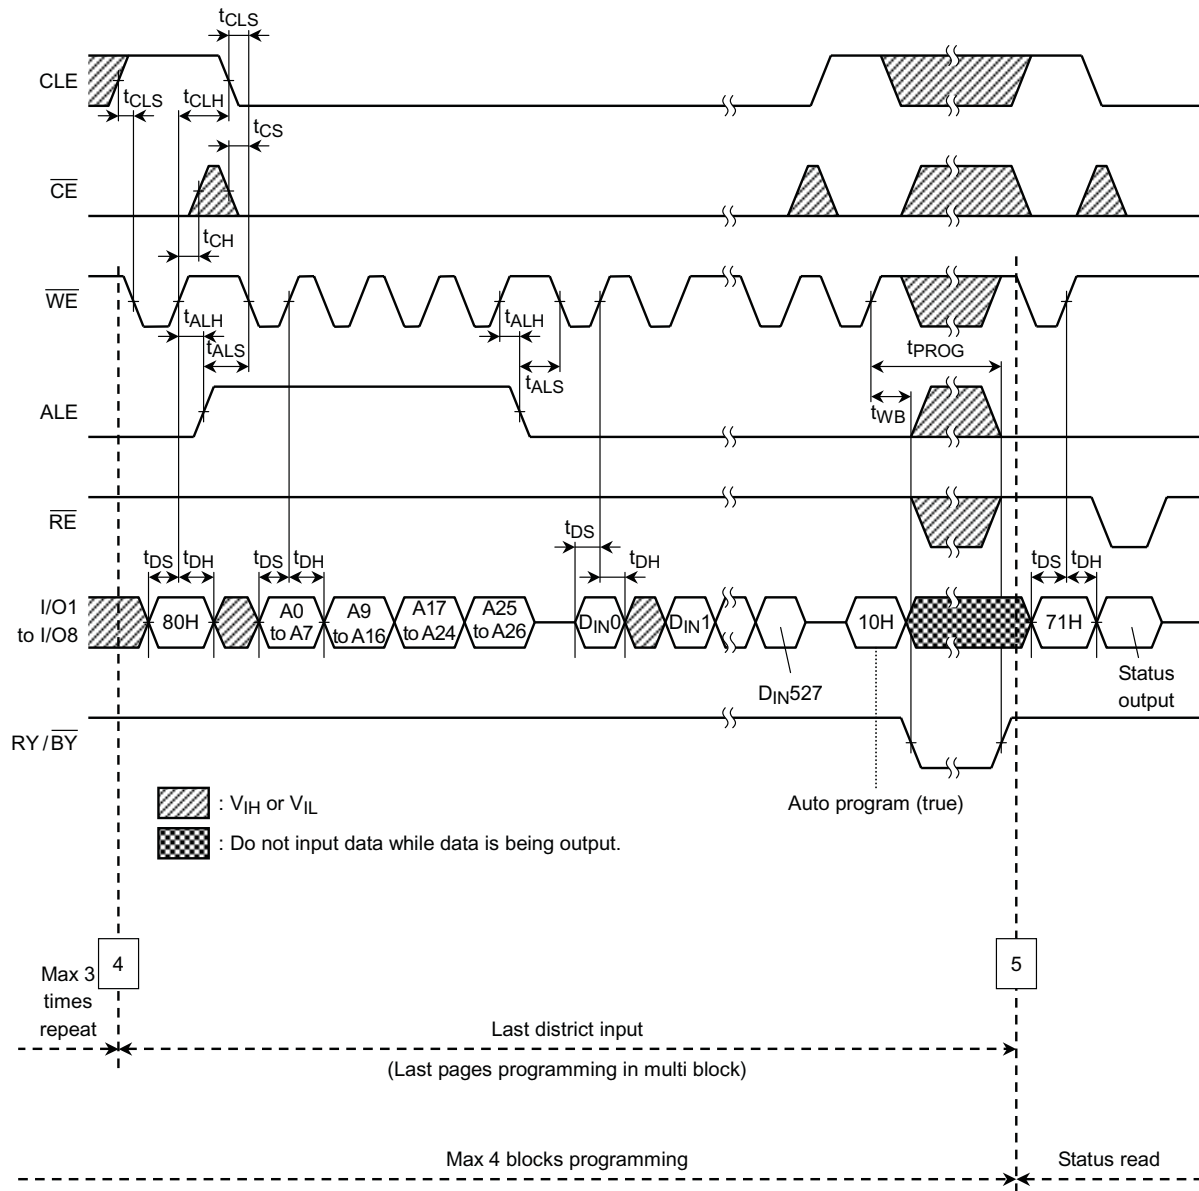 tCLS
CLE
tCLS tCLH
tCS
CE
tCH
WE
tALH tALH
tALS tPROG
tALS
ALE
tWB
RE
tDS
tDS tDH tDS tDH tDH tDS tDH
I/O1
to I/O8
80H
A0
to A7
A9
to A16
A17
to A24
A25
to A26
DIN0
DIN1
10H
71H
DIN527
Status
output
RY/BY
: VIH or VIL
Auto program (true)
: Do not input data while data is being output.
4
5
Max 3
times
repeat
Last district input
(Last pages programming in multi block)
Max 4 blocks programming
Status read